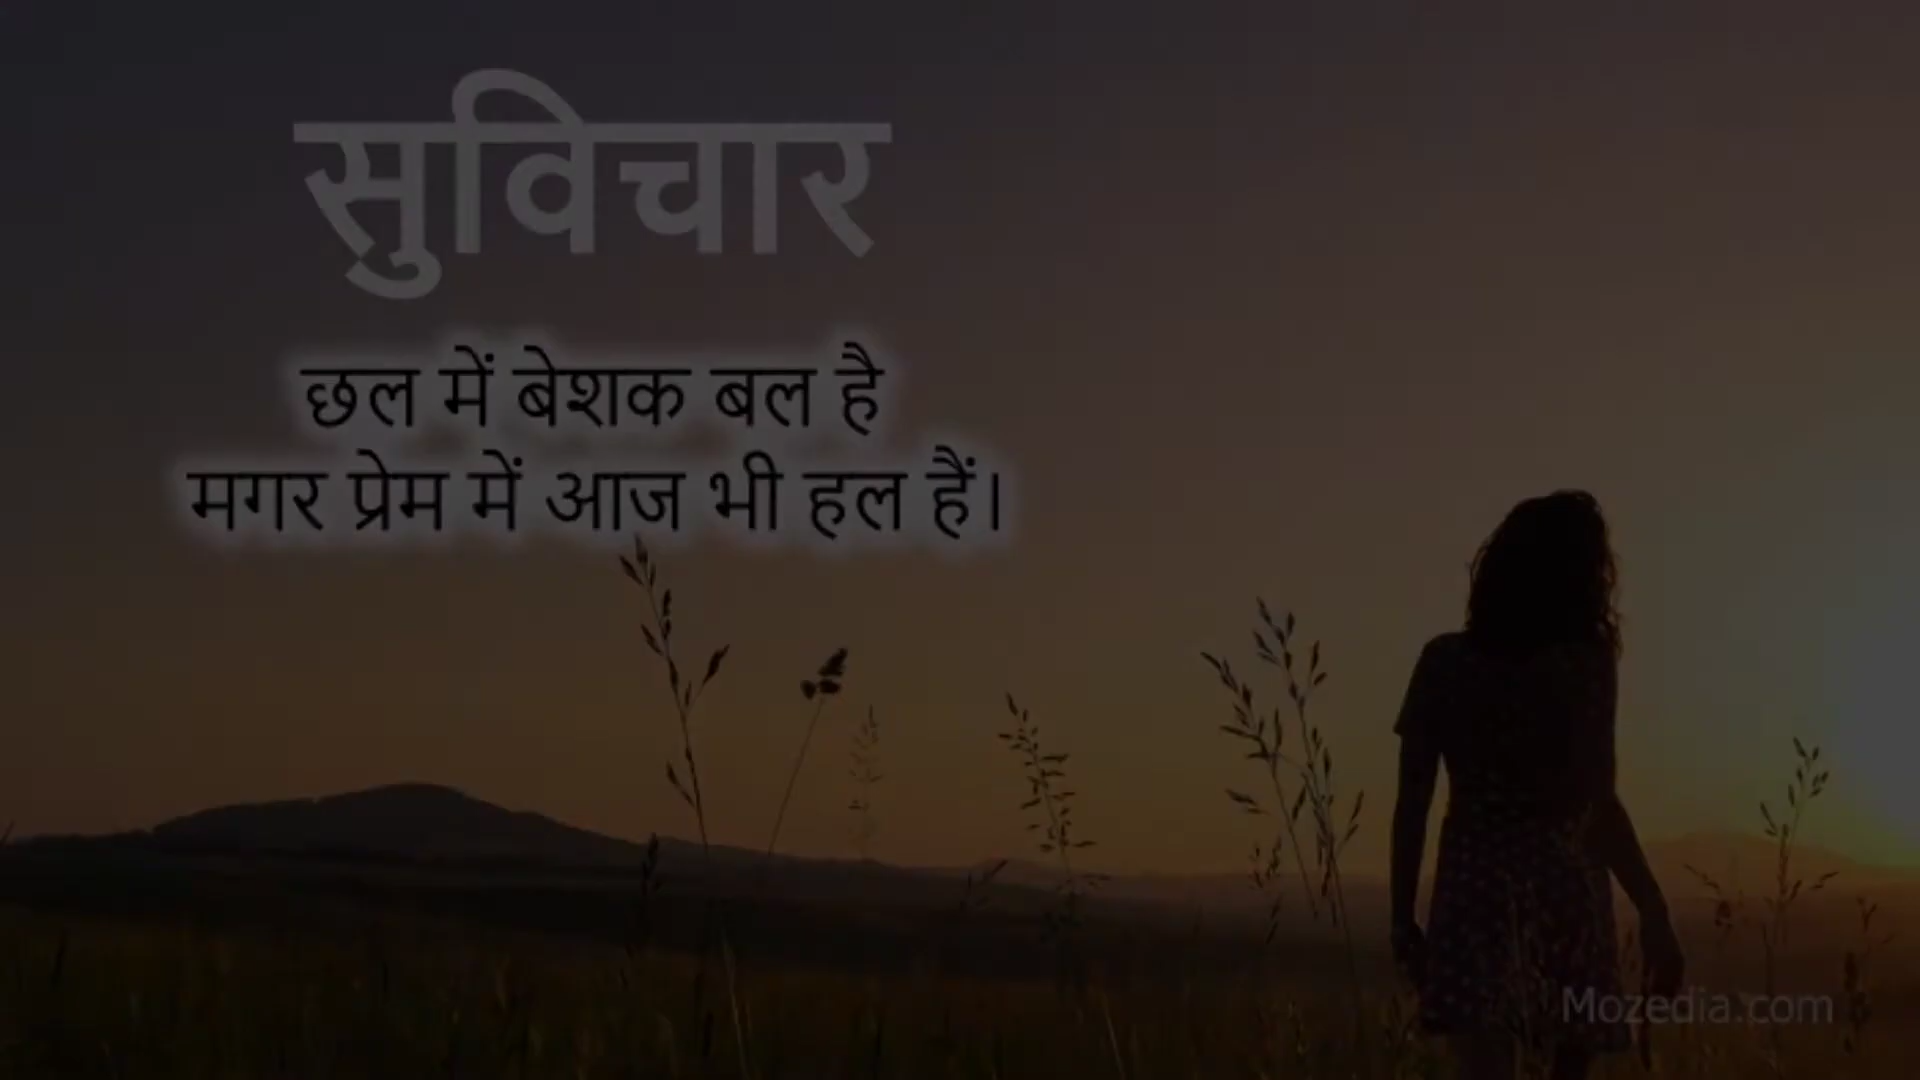 सुविचार
छल में बेशक बल है
मगर प्रेम में आज भी हल हैं।
Mozedia.com